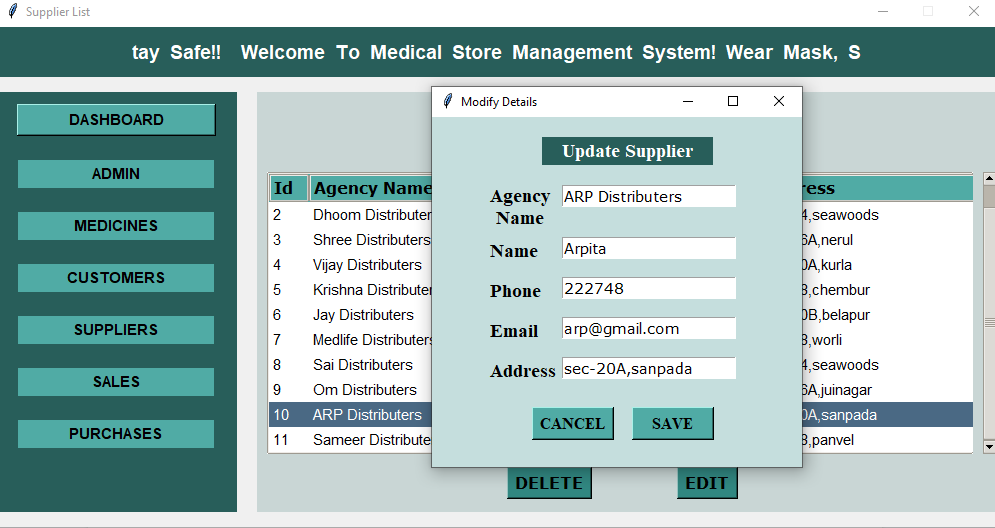 Supplier List
tay Safe!! Welcome To Medical Store Management System! Wear Mask, S
DASHBOARD
ADMIN
MEDICINES
CUSTOMERS
SUPPLIERS
SALES
PURCHASES
Id Agency Name ress
2 Dhoom Distributer 4,seawoods
3 Shree Distributers 6A,nerul
4 Vijay Distributers 0A,kurla
5 Krishna Distributer 8,chembur
6 Jay Distributers 0B,belapur
7 Medlife Distributers 8,worli
8 Sai Distributers 4,seawoods
9 Om Distributers 6A,juinagar
10 ARP Distributers 0A,sanpada
11 Sameer Distribute 8,panvel
DELETE EDIT
Modify Details
Update Supplier
Agency ARP Distributers
Name
Name Arpita
Phone 222748
Email arp@gmail.com
Address sec-20A,sanpada
CANCEL SAVE